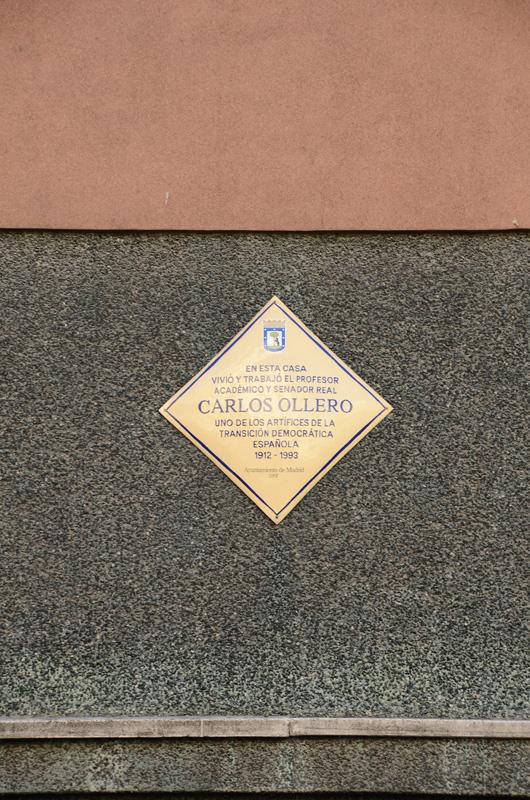 EN ESTA CASA
VIVIÓ Y TRABAJÓ EL PROFESOR
ACADÉMICO Y SENADOR REAL
CARLOS OLLERO
UNO DE LOS ARTÍFICES DE LA
TRANSICIÓN DEMOCRÁTICA
ESPAÑOLA
1912 - 1993
Ayuntamiento de Madrid